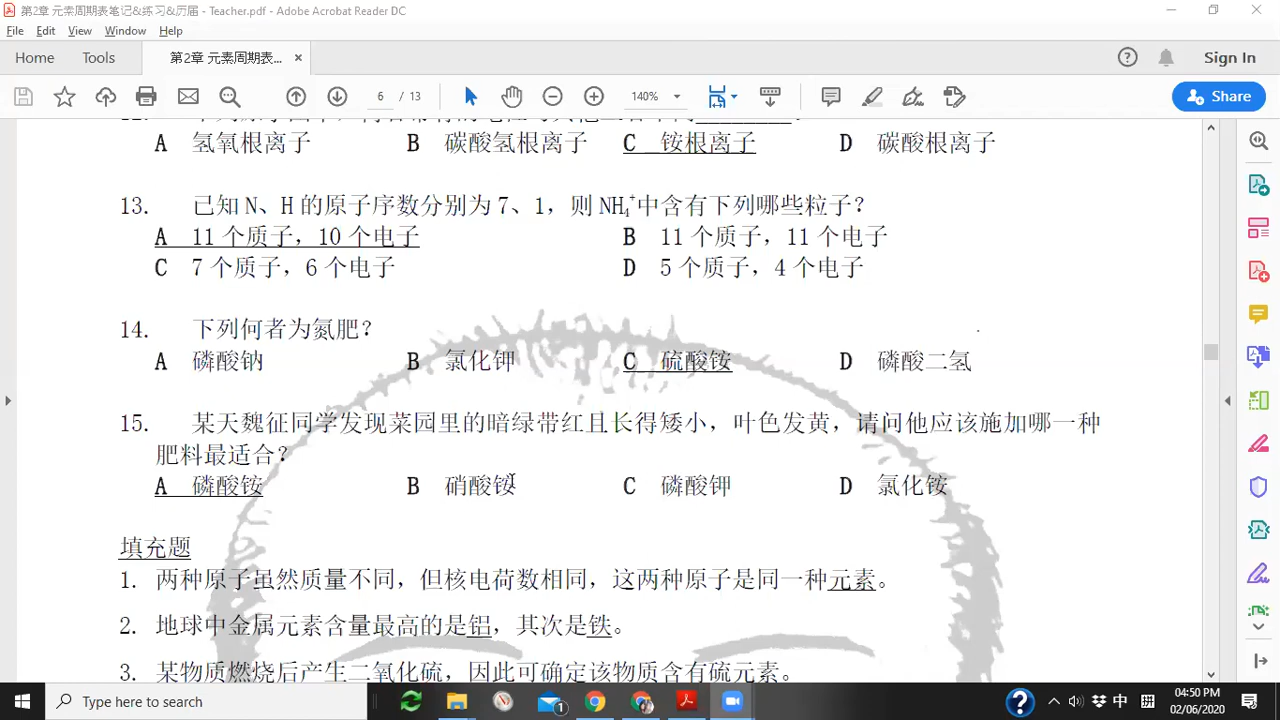 第2章 元素周期表笔记&练习&历届 - Teacher.pdf - Adobe Acrobat Reader DC
File Edit View Window Help
Home Tools 第2章 元素周期表... × Sign In
6 / 13 140% Share
A 氢氧根离子 B 碳酸氢根离子 C 铵根离子 D 碳酸根离子
13. 已知 N、H 的原子序数分别为 7、1，则 NH₄⁺中含有下列哪些粒子？
A 11 个质子，10 个电子 B 11 个质子，11 个电子
C 7 个质子，6 个电子 D 5 个质子，4 个电子
14. 下列何者为氮肥？
A 磷酸钠 B 氯化钾 C 硫酸铵 D 磷酸二氢
15. 某天魏征同学发现菜园里的暗绿带红且长得矮小，叶色发黄，请问他应该施加哪一种
肥料最适合？
A 磷酸铵 B 硝酸铵 C 磷酸钾 D 氯化铵
填充题
1. 两种原子虽然质量不同，但核电荷数相同，这两种原子是同一种元素。
2. 地球中金属元素含量最高的是铝，其次是铁。
3. 某物质燃烧后产生二氧化硫，因此可确定该物质含有硫元素。
Type here to search 1 中 拼 04:50 PM
02/06/2020